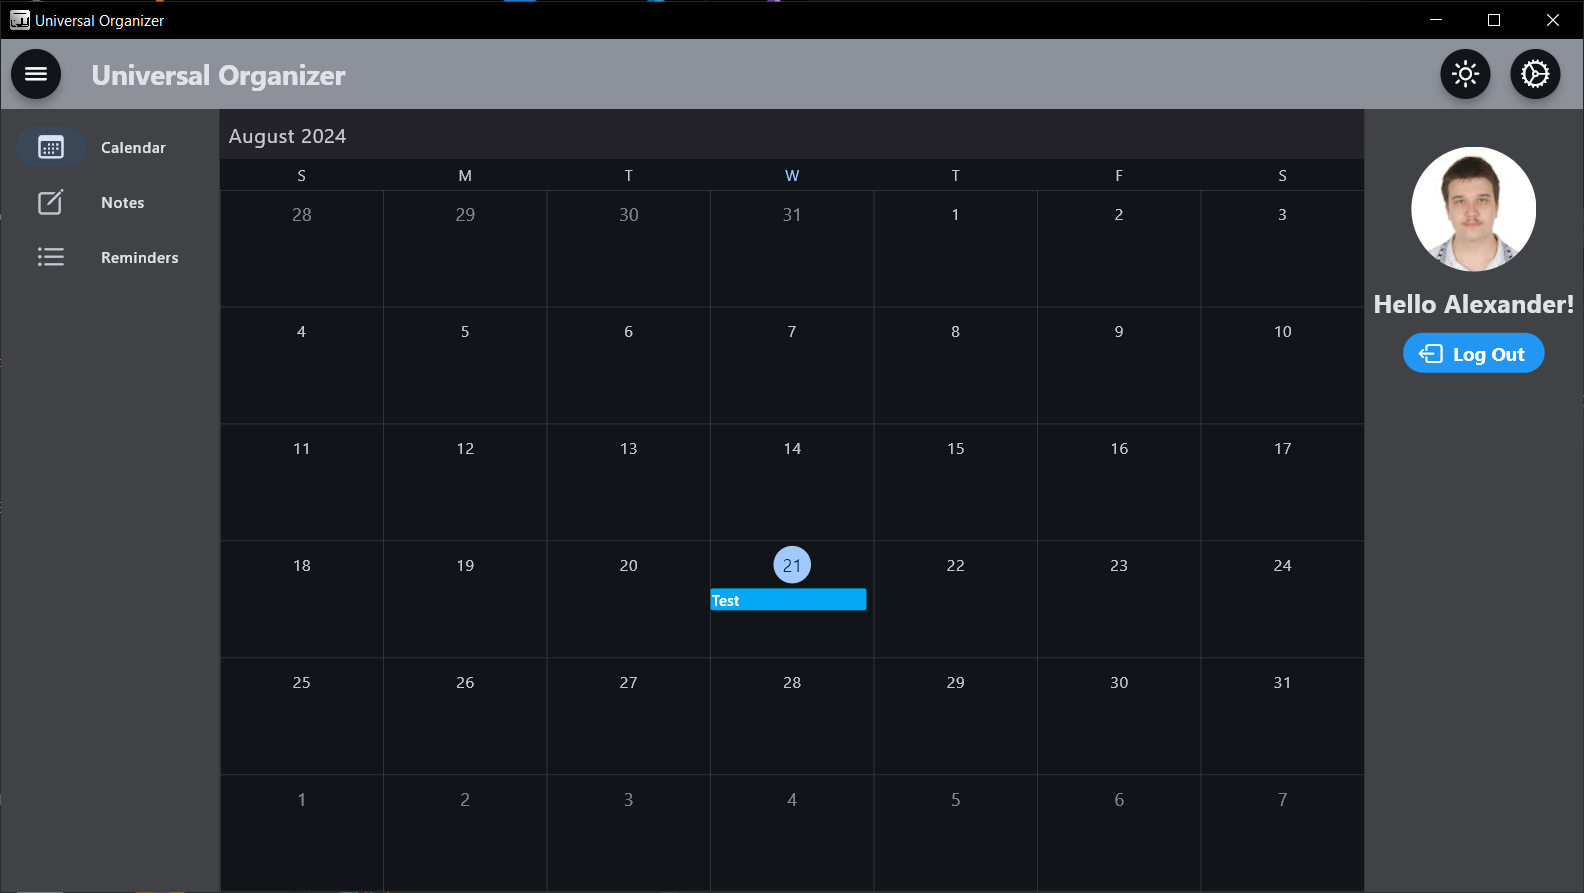 Universal Organizer
Universal Organizer
Calendar
Notes
Reminders
August 2024
S M T W T F S
28 29 30 31 1 2 3
4 5 6 7 8 9 10
11 12 13 14 15 16 17
18 19 20 21 22 23 24
Test
25 26 27 28 29 30 31
1 2 3 4 5 6 7
Hello Alexander!
Log Out